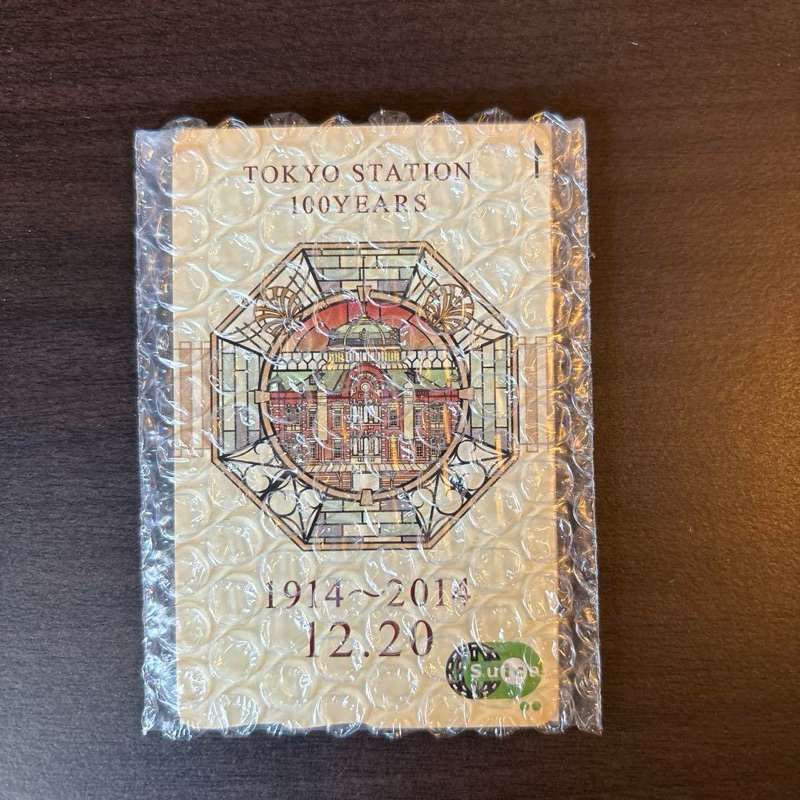 TOKYO STATION
100YEARS
1914～2014
12.20
Suica